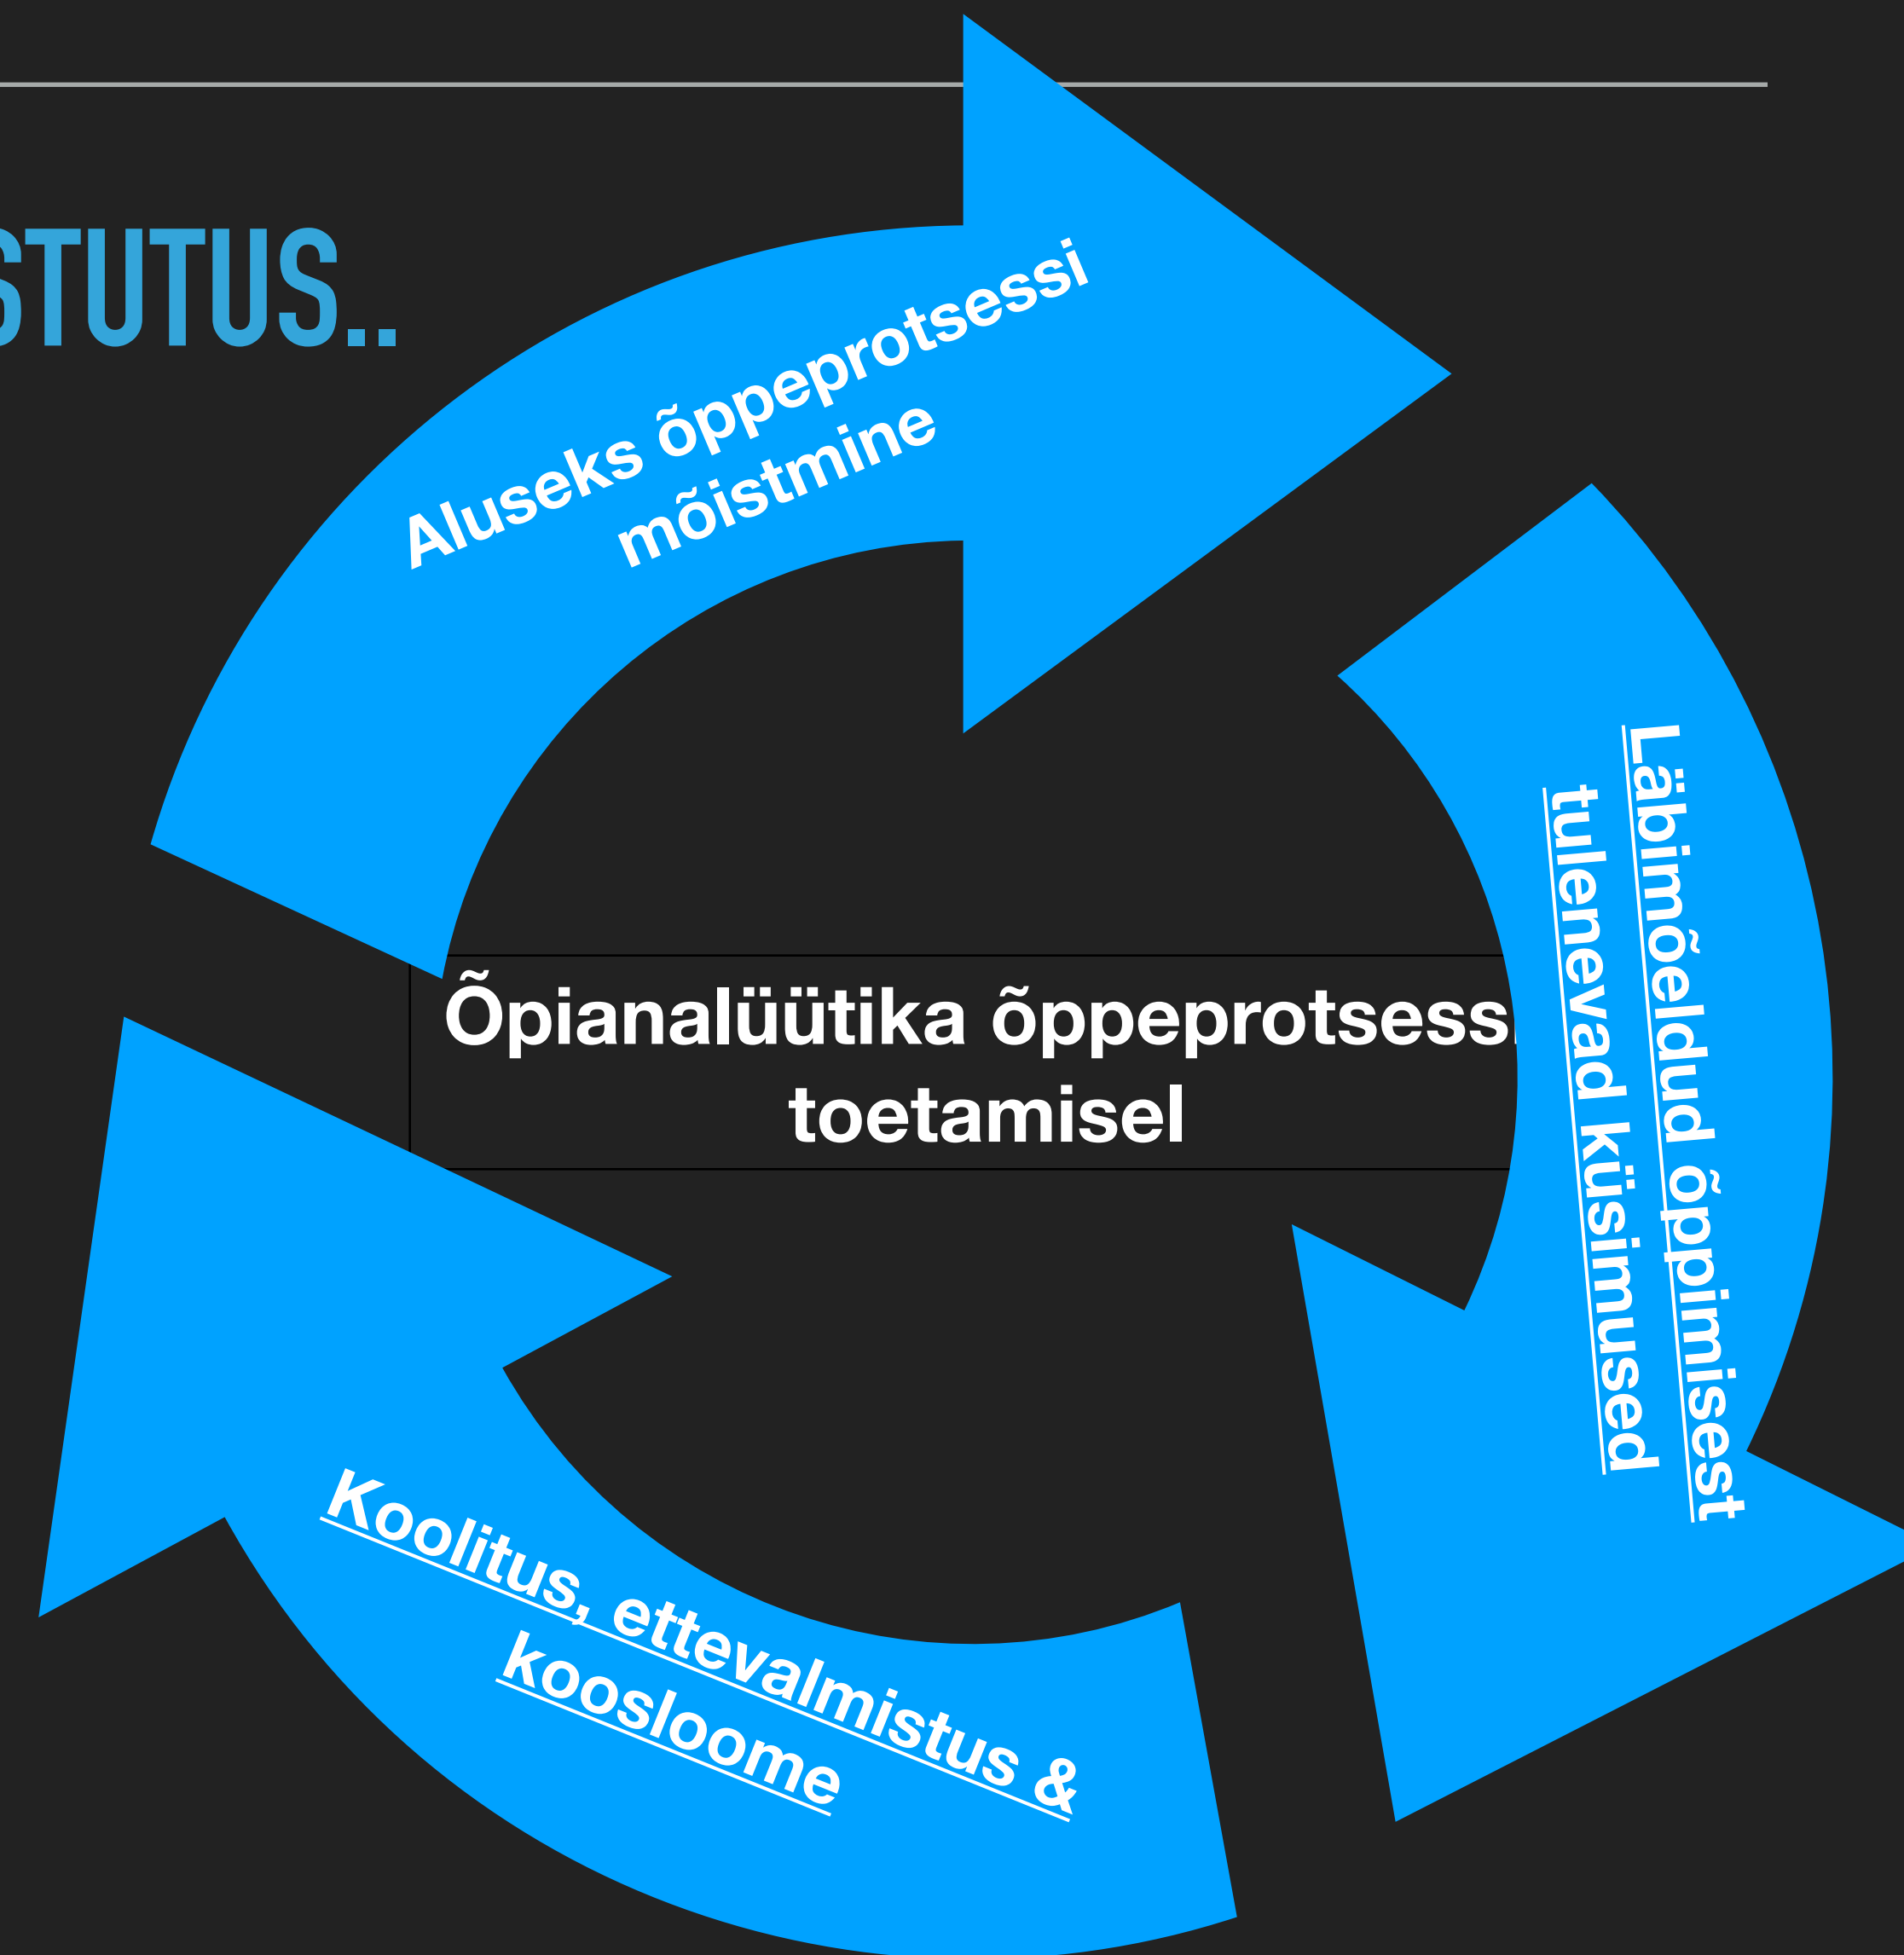 STUTUS..
Aluseks õppeprotsessi
mõistmine
Läbimõeldud õppimisest
tulenevad küsimused
Õpianalüütika õppeprotsessi
toetamisel
Koolitus, ettevalmistus &
koosloome